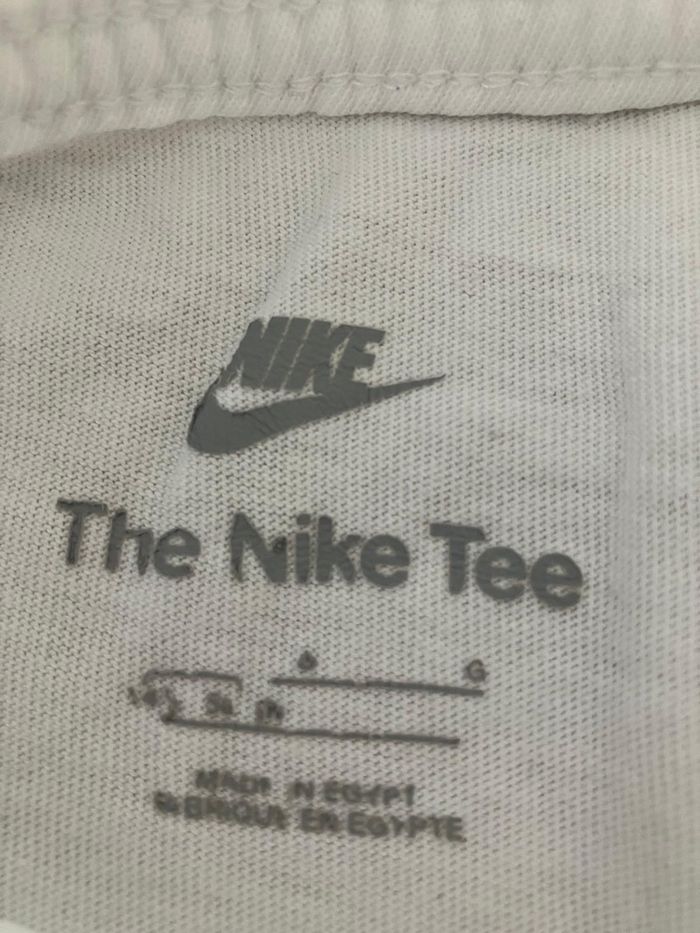 NIKE
The Nike Tee
G
MADE IN EGYPT
FABRIQUÉ EN EGYPTE